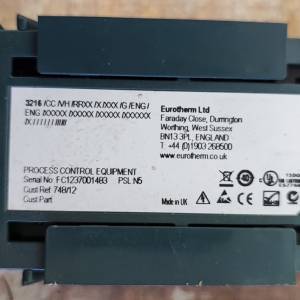 3216 /CC /VH /RRXX /X /XXX /G /ENG /
ENG /XXXXX /XXXXX /XXXXX /XXXXXX
/X / / / / / / / / / /
Eurotherm Ltd
Faraday Close, Durrington
Worthing, West Sussex
BN13 3PL, ENGLAND
T: +44 (0)1903 268500
www.eurotherm.co.uk
PROCESS CONTROL EQUIPMENT
Serial No: FC1237001483 PSL N5
Cust Ref 748/12
Cust Part
Made in UK